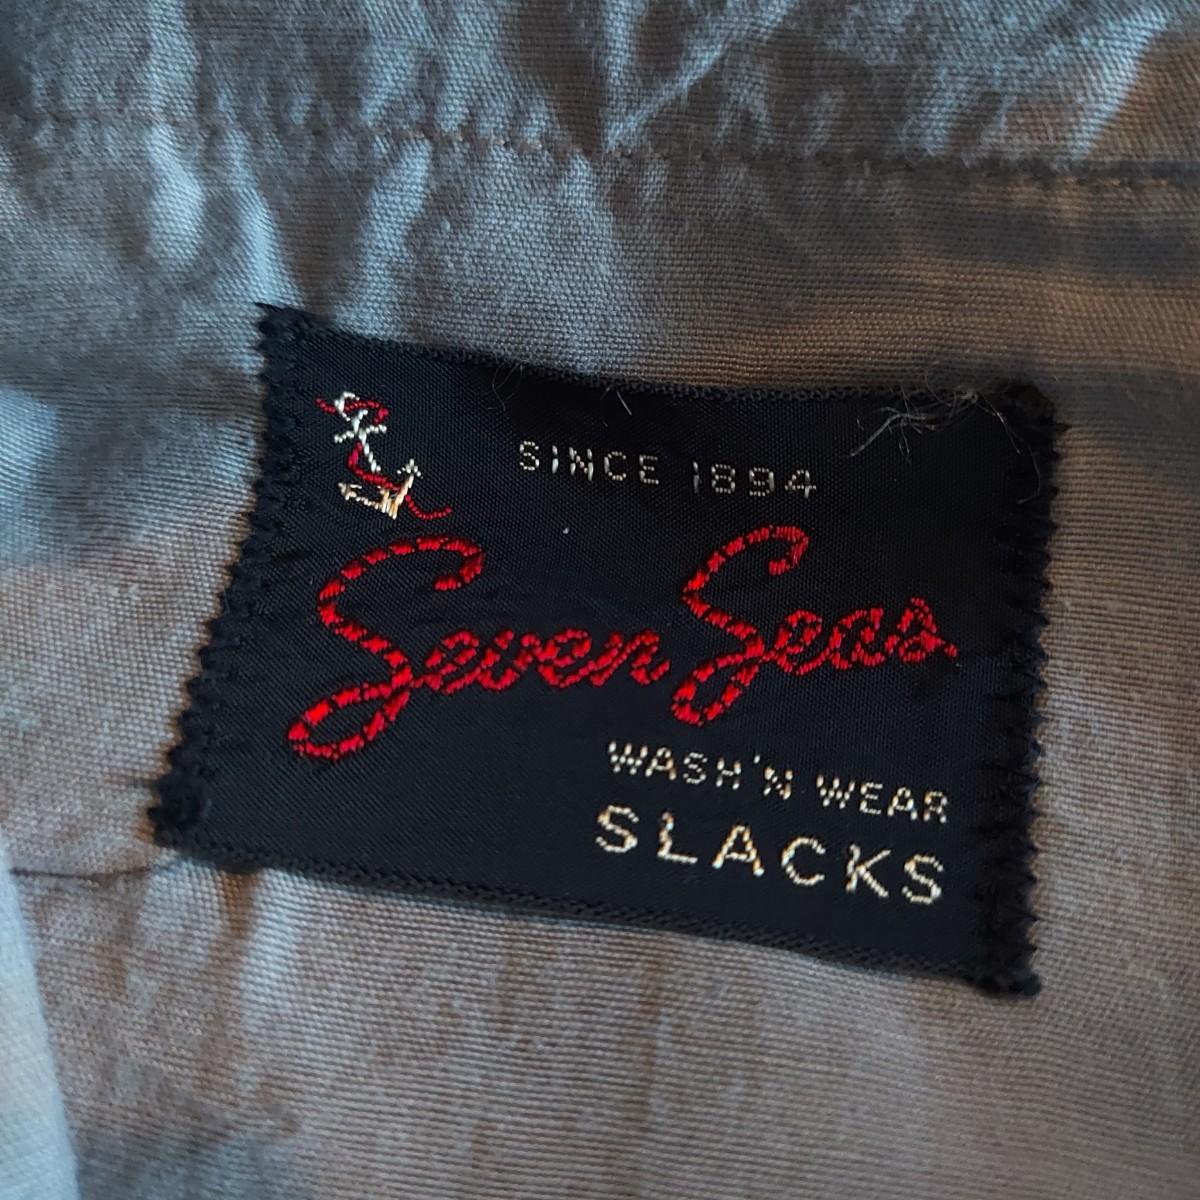 SINCE 1894
Seven Seas
WASH'N WEAR
SLACKS